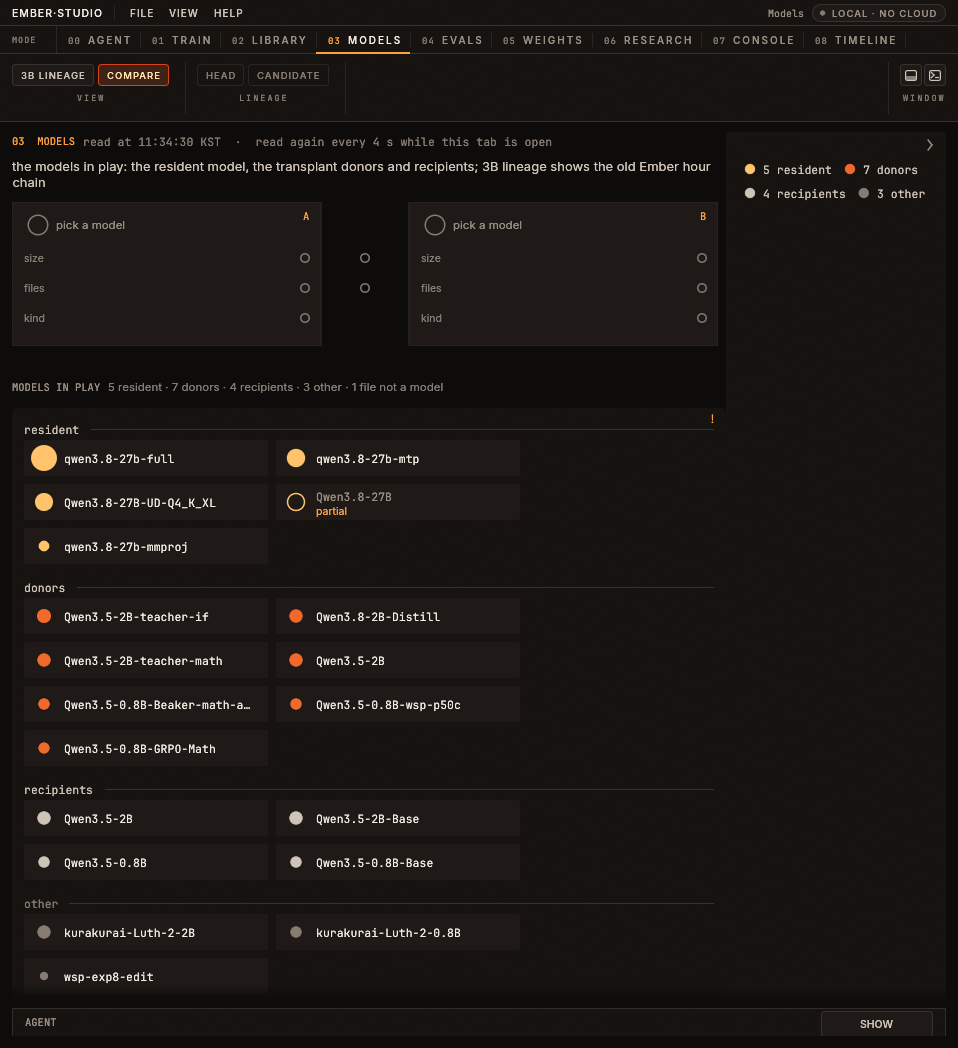 EMBER·STUDIO FILE VIEW HELP Models LOCAL · NO CLOUD
MODE 00 AGENT 01 TRAIN 02 LIBRARY 03 MODELS 04 EVALS 05 WEIGHTS 06 RESEARCH 07 CONSOLE 08 TIMELINE
3B LINEAGE COMPARE HEAD CANDIDATE
VIEW LINEAGE WINDOW
03 MODELS read at 11:34:30 KST · read again every 4 s while this tab is open
the models in play: the resident model, the transplant donors and recipients; 3B lineage shows the old Ember hour
chain
5 resident 7 donors
4 recipients 3 other
pick a model A
size
files
kind
pick a model B
size
files
kind
MODELS IN PLAY 5 resident · 7 donors · 4 recipients · 3 other · 1 file not a model
!
resident
qwen3.8-27b-full qwen3.8-27b-mtp
Qwen3.8-27B-UD-Q4_K_XL Qwen3.8-27B
partial
qwen3.8-27b-mmproj
donors
Qwen3.5-2B-teacher-if Qwen3.8-2B-Distill
Qwen3.5-2B-teacher-math Qwen3.5-2B
Qwen3.5-0.8B-Beaker-math-a… Qwen3.5-0.8B-wsp-p50c
Qwen3.5-0.8B-GRPO-Math
recipients
Qwen3.5-2B Qwen3.5-2B-Base
Qwen3.5-0.8B Qwen3.5-0.8B-Base
other
kurakurai-Luth-2-2B kurakurai-Luth-2-0.8B
wsp-exp8-edit
AGENT SHOW